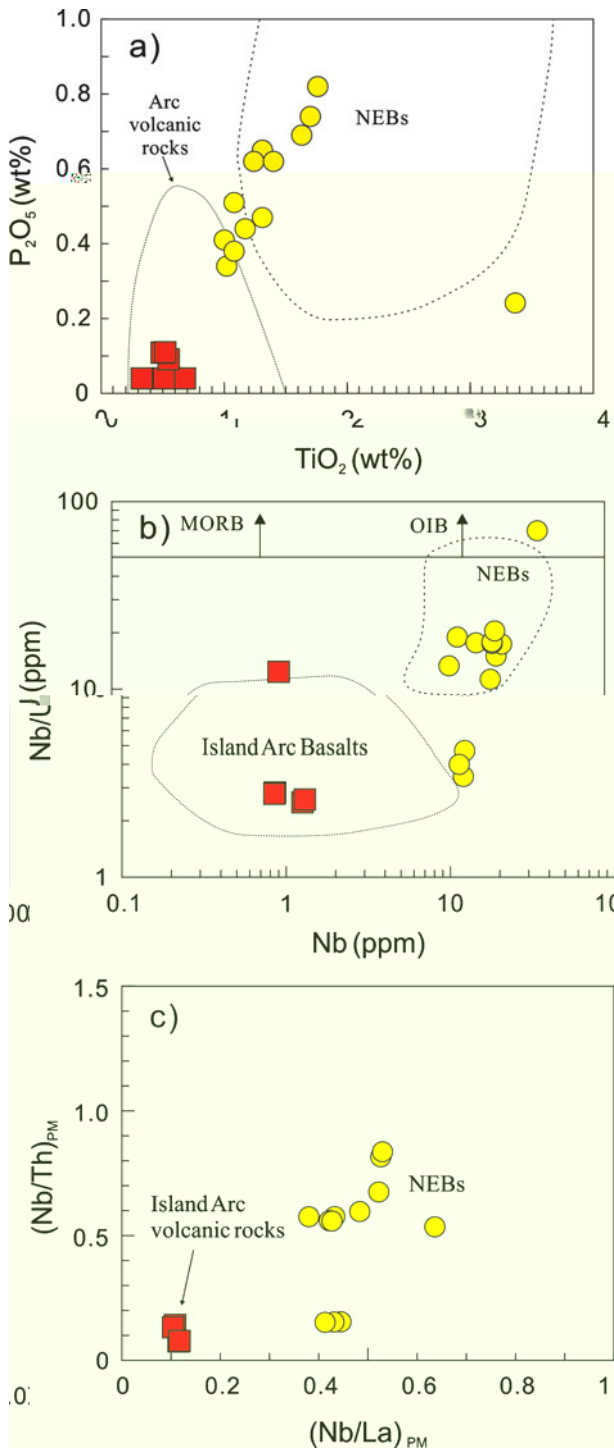 a)
1.0
0.8
0.6
0.4
0.2
0
P₂O₅ (wt%)
Arc
volcanic
rocks
NEBs
3
4
TiO₂ (wt%)
b)
100
10
1
MORB
OIB
NEBs
Island Arc Basalts
(ppm)
0.1
1
10
Nb (ppm)
c)
1.5
1.0
0.5
0
(Nb/Th)PM
Island Arc
volcanic rocks
NEBs
0
0.2
0.4
0.6
0.8
1
(Nb/La)PM